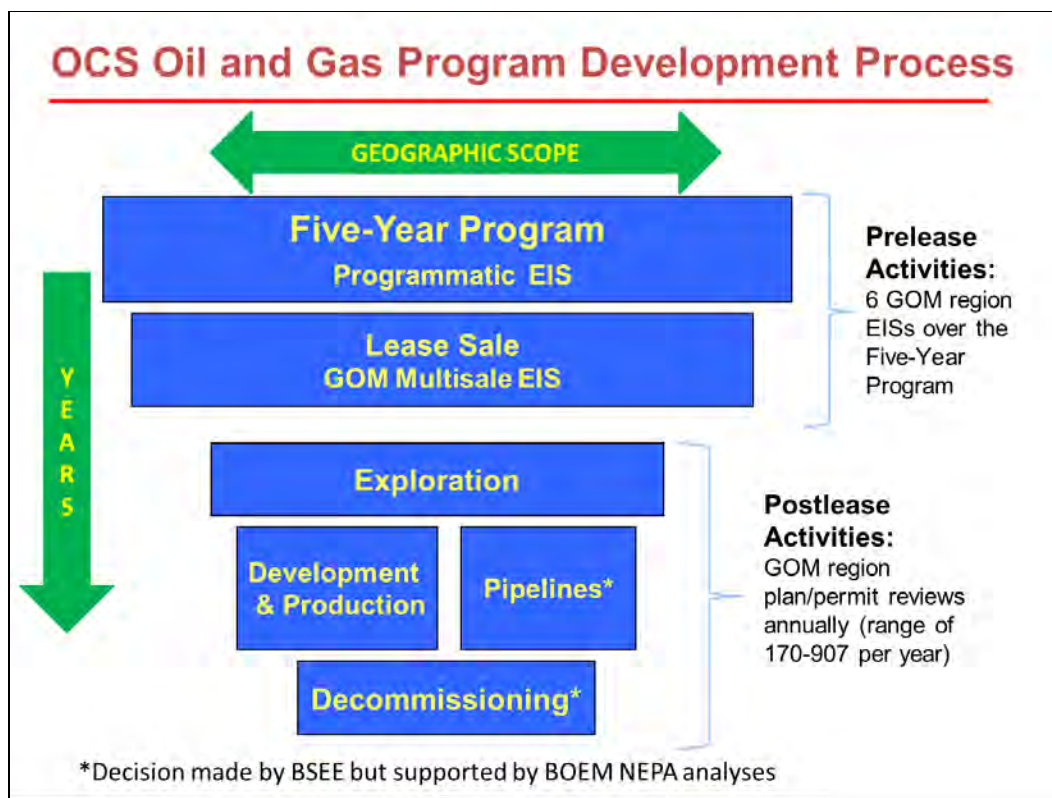 OCS Oil and Gas Program Development Process
GEOGRAPHIC SCOPE
Five-Year Program
Programmatic EIS
Lease Sale
GOM Multisale EIS
Prelease
Activities:
6 GOM region
EISs over the
Five-Year
Program
Y
E
A
R
S
Exploration
Development
& Production
Pipelines*
Decommissioning*
Postlease
Activities:
GOM region
plan/permit reviews
annually (range of
170-907 per year)
*Decision made by BSEE but supported by BOEM NEPA analyses